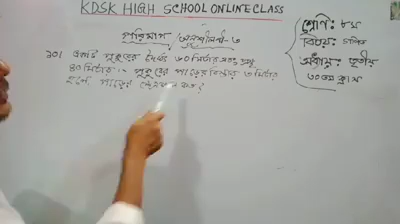 KDSK HIGH SCHOOL ONLINE CLASS
পরিমাপ অনুশীলনী- ৩
শ্রেণি: ৮ম
বিষয়: গণিত
অধ্যায়: তৃতীয়
৩০তম ক্লাস
১০। একটি পুকুরের দৈর্ঘ্য ৬০ মিটার এবং প্রস্থ
৪০ মিটার। পুকুরের পাড়ের বিস্তার ৩ মিটার
হলে, পাড়ের ক্ষেত্রফল কত?